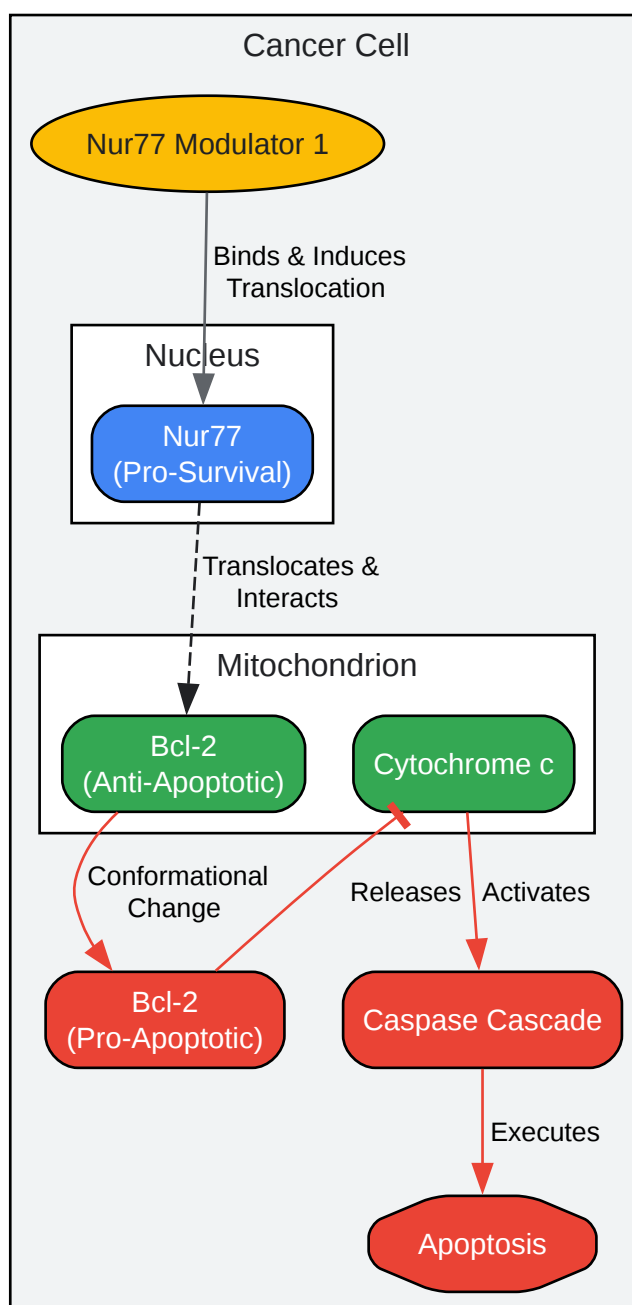 Cancer Cell
Nur77 Modulator 1
Binds & Induces
Translocation
Nucleus
Nur77
(Pro-Survival)
Translocates &
Interacts
Mitochondrion
Bcl-2
(Anti-Apoptotic)
Cytochrome c
Conformational
Change
Releases
Activates
Bcl-2
(Pro-Apoptotic)
Caspase Cascade
Executes
Apoptosis